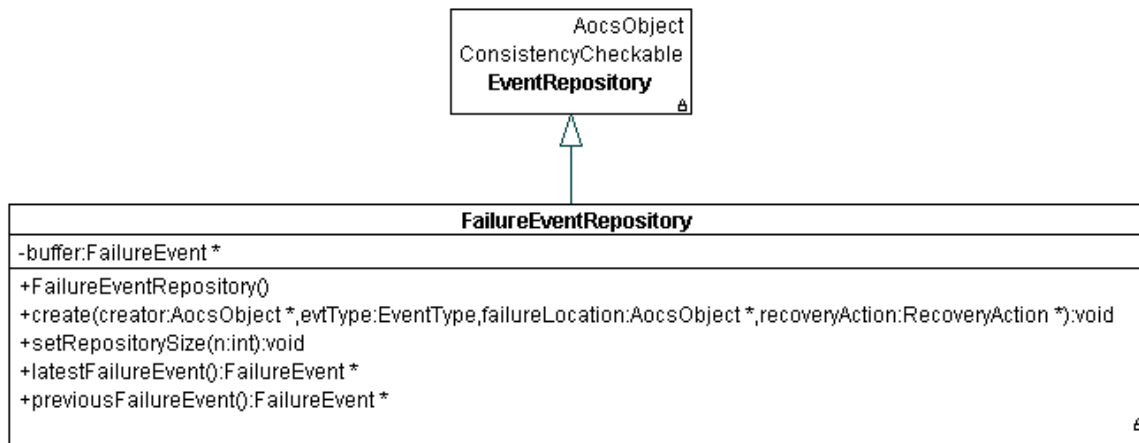 AocsObject
ConsistencyCheckable
EventRepository
FailureEventRepository
-buffer:FailureEvent *
+FailureEventRepository()
+create(creator:AocsObject *,evtType:EventType,failureLocation:AocsObject *,recoveryAction:RecoveryAction *):void
+setRepositorySize(n:int):void
+latestFailureEvent():FailureEvent *
+previousFailureEvent():FailureEvent *